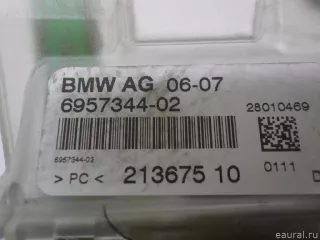 BMW AG 06-07
6957344-02
28010469
6957344-02
0111
> PC < 213675 10
D
© eaural.ru